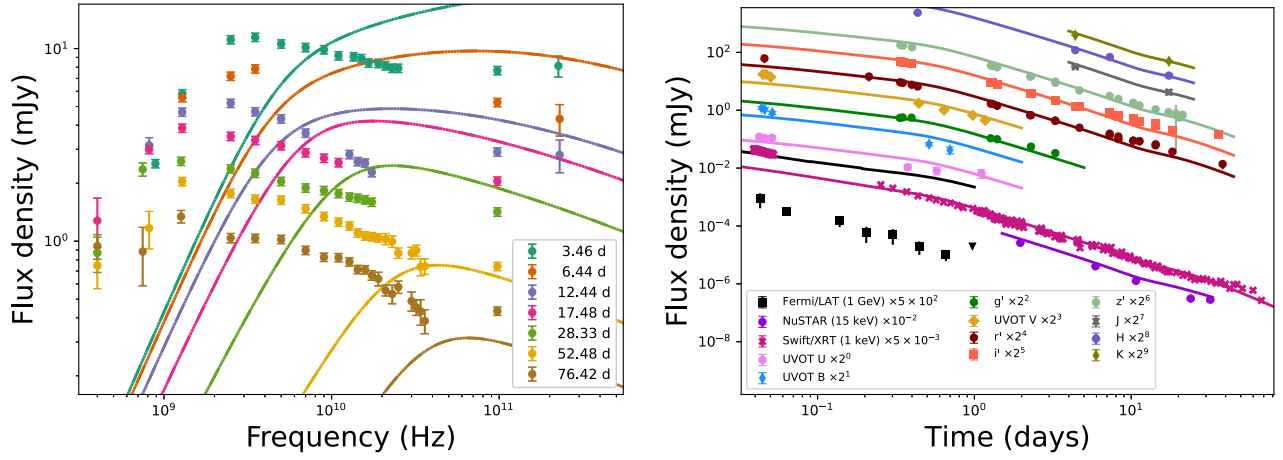 Flux density (mJy)
10¹
10⁰
10⁹
10¹⁰
10¹¹
Frequency (Hz)
3.46 d
6.44 d
12.44 d
17.48 d
28.33 d
52.48 d
76.42 d
Flux density (mJy)
10²
10⁰
10⁻²
10⁻⁴
10⁻⁶
10⁻⁸
10⁻¹
10⁰
10¹
Time (days)
Fermi/LAT (1 GeV) ×5 × 10²
NuSTAR (15 keV) ×10⁻²
Swift/XRT (1 keV) ×5 × 10⁻³
UVOT U ×2⁰
UVOT B ×2¹
g' ×2²
UVOT V ×2³
r' ×2⁴
i' ×2⁵
z' ×2⁶
J ×2⁷
H ×2⁸
K ×2⁹